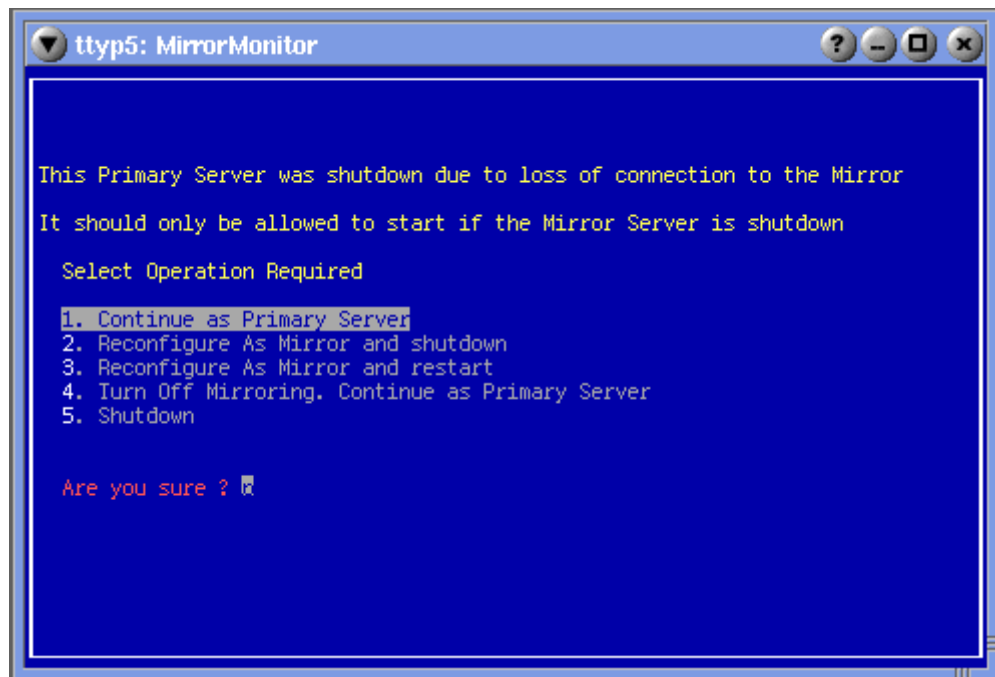 ttyp5: MirrorMonitor
This Primary Server was shutdown due to loss of connection to the Mirror
It should only be allowed to start if the Mirror Server is shutdown
Select Operation Required
1. Continue as Primary Server
2. Reconfigure As Mirror and shutdown
3. Reconfigure As Mirror and restart
4. Turn Off Mirroring. Continue as Primary Server
5. Shutdown
Are you sure ?